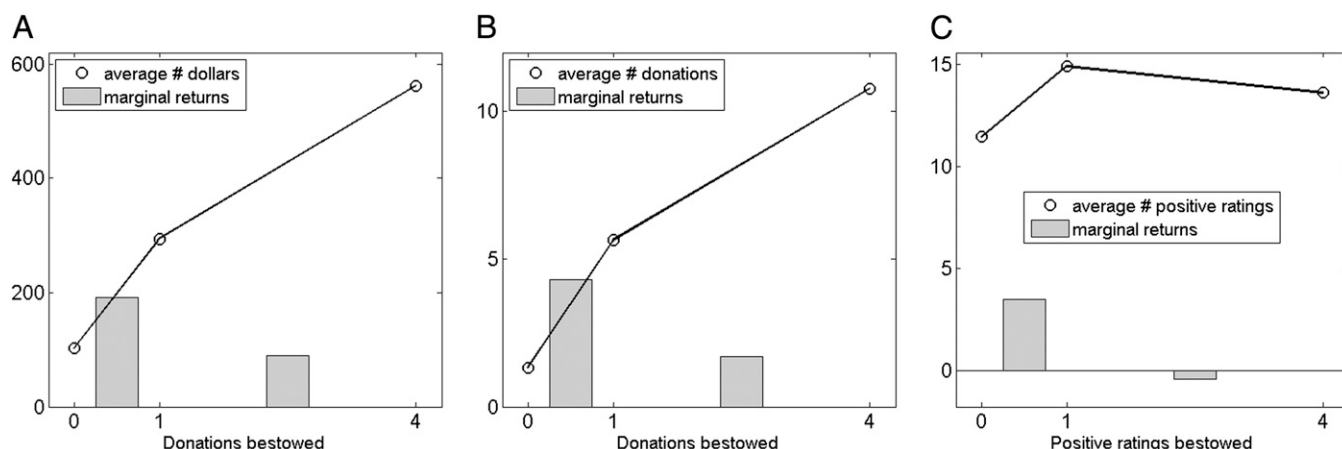 A
600
400
200
0
average # dollars
marginal returns
0 1 4
Donations bestowed
B
10
5
0
average # donations
marginal returns
0 1 4
Donations bestowed
C
15
10
5
0
average # positive ratings
marginal returns
0 1 4
Positive ratings bestowed